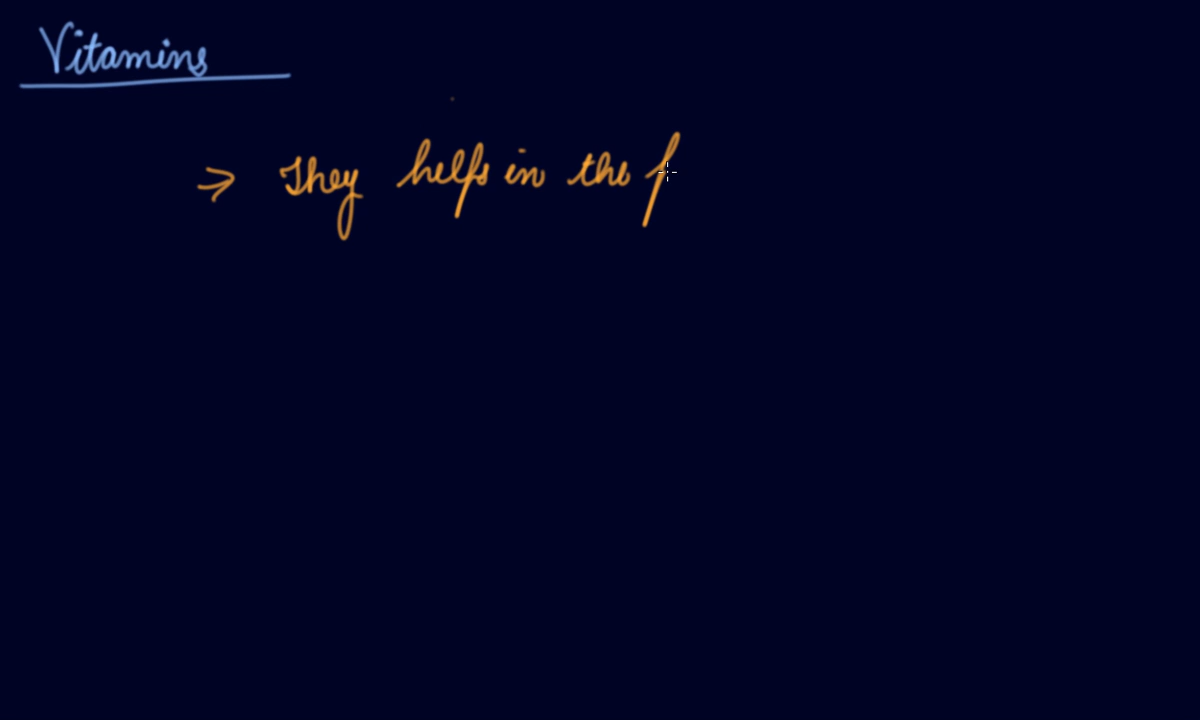 Vitamins
⇒ They helps in the